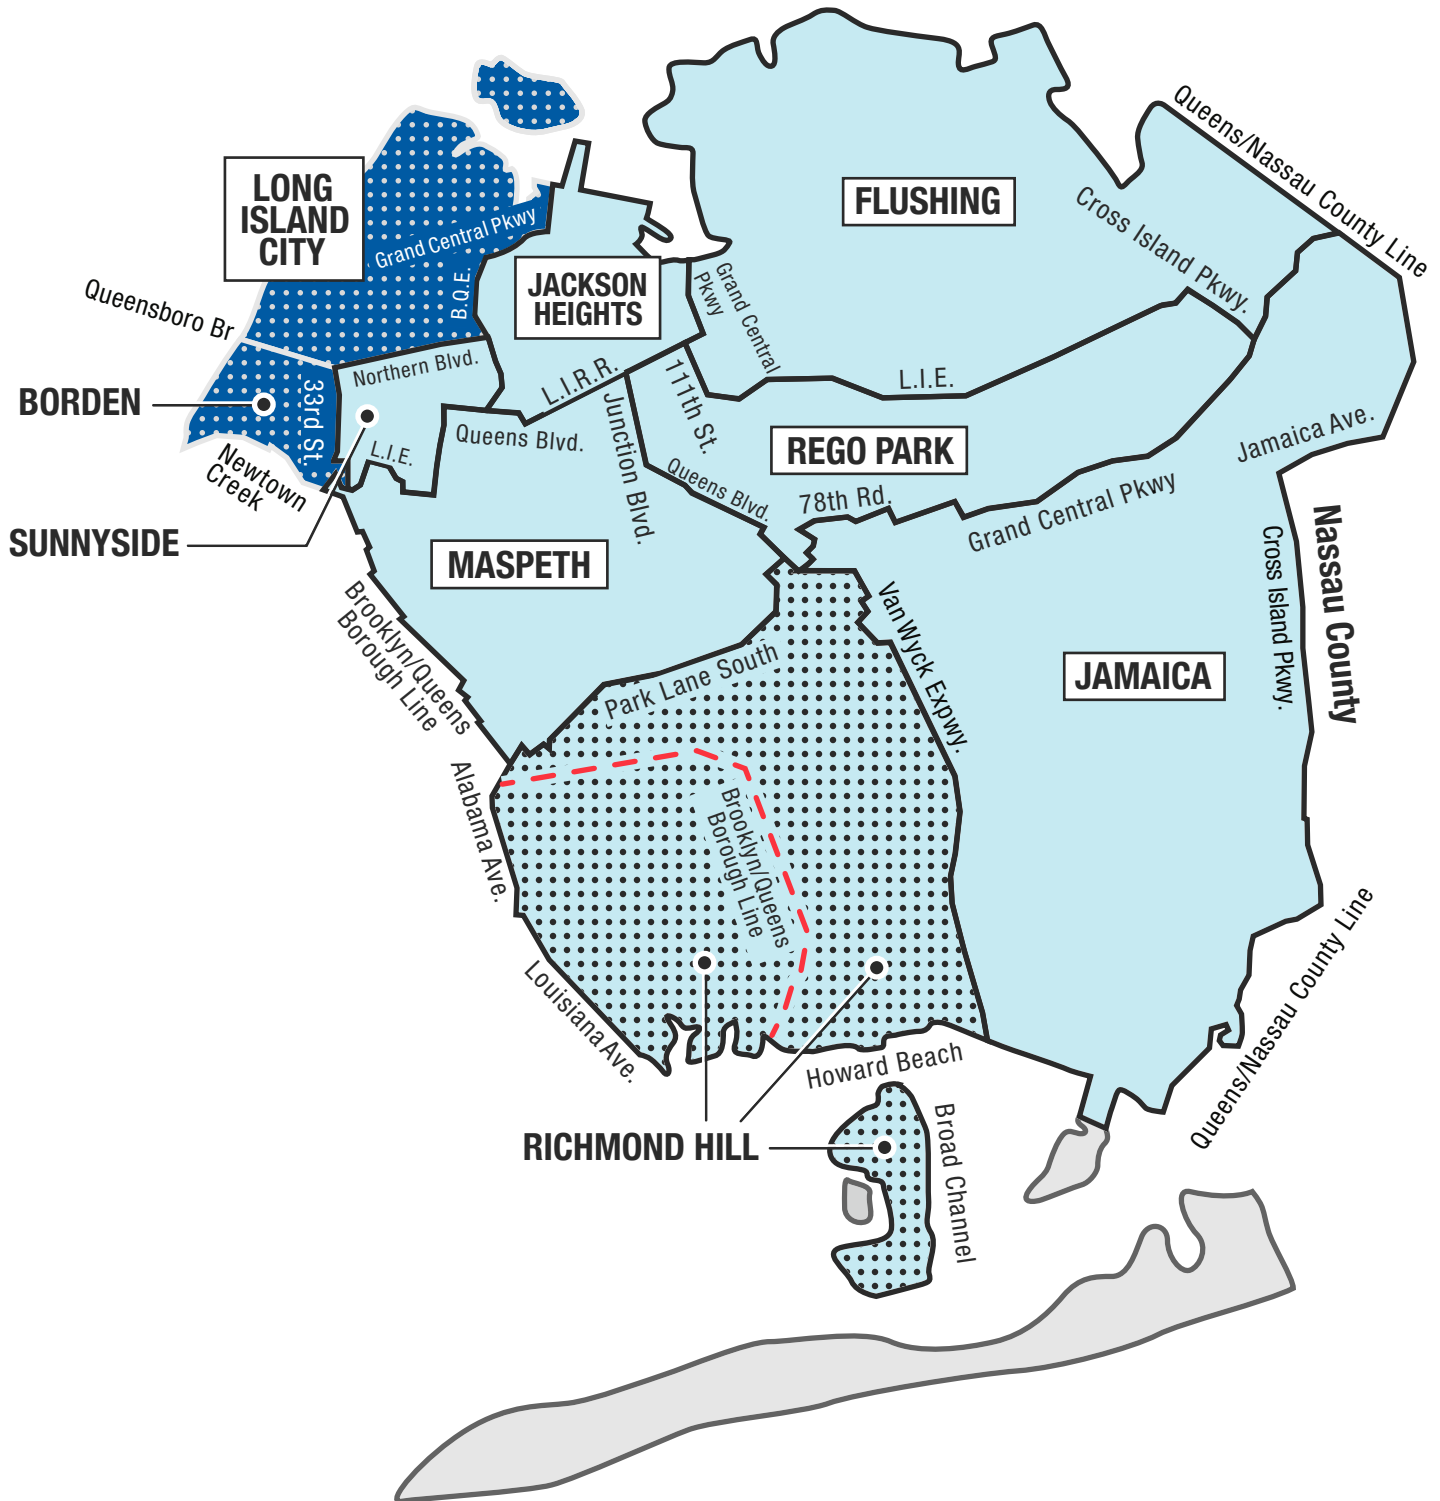 Queens/Nassau County Line
LONG
ISLAND
CITY
FLUSHING
Cross Island Pkwy.
Grand Central Pkwy
B.Q.E.
JACKSON
HEIGHTS
Grand Central
Pkwy
Queensboro Br
Northern Blvd.
L.I.R.R.
111th St.
L.I.E.
BORDEN
33rd St.
Junction Blvd.
Queens Blvd.
L.I.E.
Newtown
Creek
REGO PARK
Jamaica Ave.
Queens Blvd.
78th Rd.
Grand Central Pkwy
SUNNYSIDE
MASPETH
Nassau County
Cross Island Pkwy.
Brooklyn/Queens
Borough Line
Van Wyck Expwy.
Park Lane South
JAMAICA
Alabama Ave.
Brooklyn/Queens
Borough Line
Louisiana Ave.
Queens/Nassau County Line
Howard Beach
RICHMOND HILL
Broad Channel